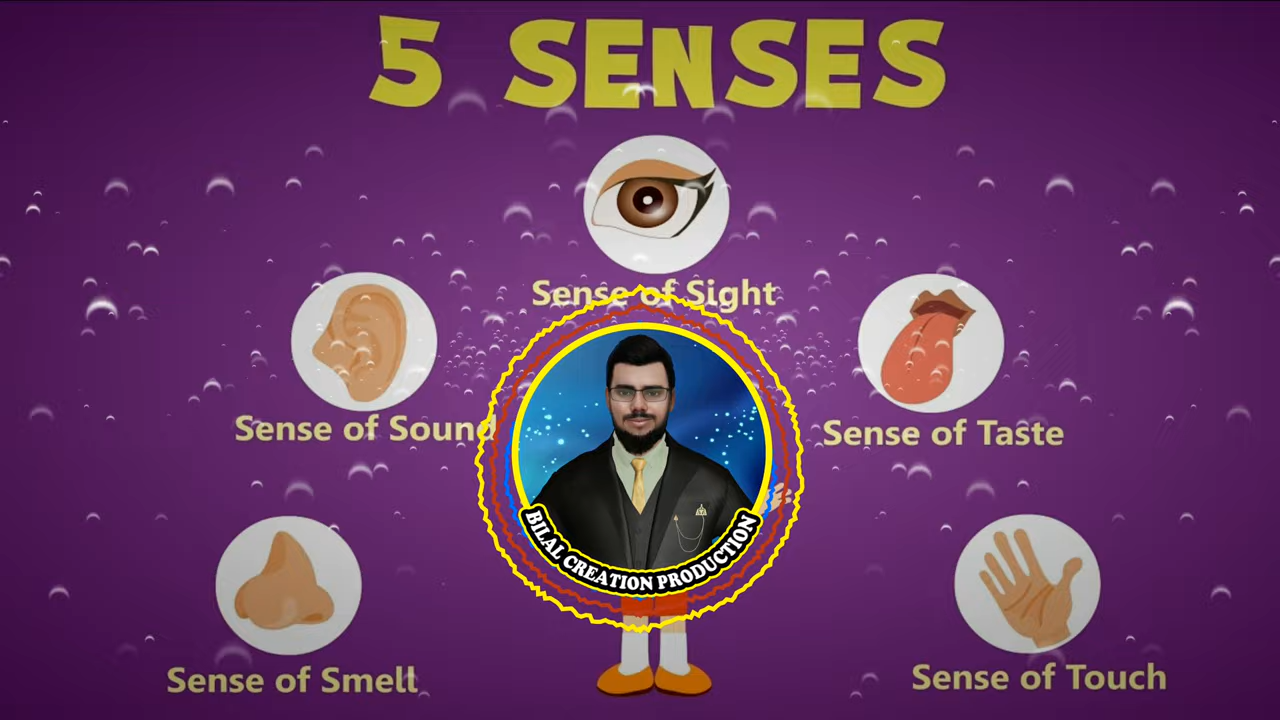 5 SENSES
Sense of Sight
Sense of Sound
Sense of Taste
BILAL CREATION PRODUCTION
Sense of Smell
Sense of Touch